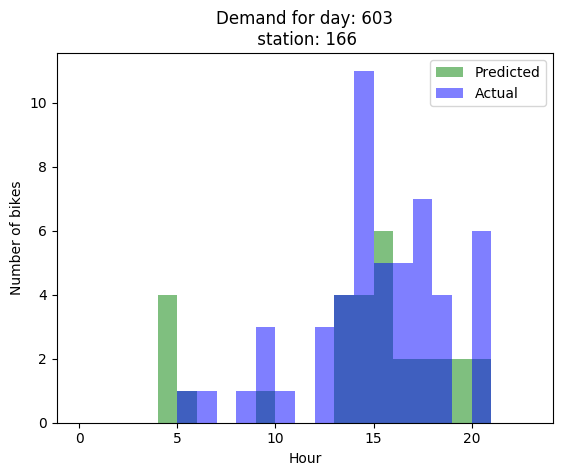 Demand for day: 603
station: 166
Predicted
Actual
Number of bikes
10
8
6
4
2
0
0
5
10
15
20
Hour